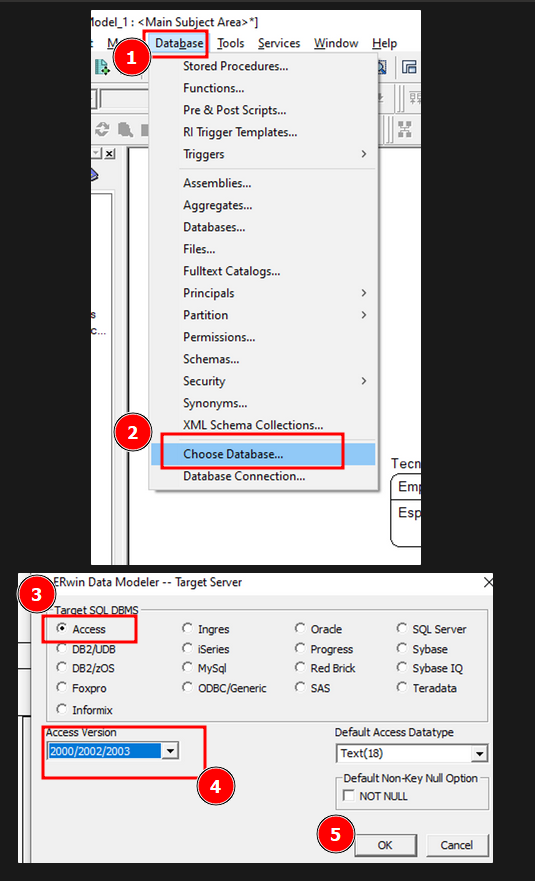 Model_1 : <Main Subject Area>*]
Database Tools Services Window Help
1
Stored Procedures...
Functions...
Pre & Post Scripts...
RI Trigger Templates...
Triggers
Assemblies...
Aggregates...
Databases...
Files...
Fulltext Catalogs...
Principals
Partition
Permissions...
Schemas...
Security
Synonyms...
XML Schema Collections...
2
Choose Database...
Database Connection...
Tecn
Emp
Esp
3
ERwin Data Modeler -- Target Server
Target SQL DBMS
Access Ingres Oracle SQL Server
DB2/UDB iSeries Progress Sybase
DB2/zOS MySql Red Brick Sybase IQ
Foxpro ODBC/Generic SAS Teradata
Informix
Access Version
2000/2002/2003
4
Default Access Datatype
Text(18)
Default Non-Key Null Option
NOT NULL
5
OK Cancel